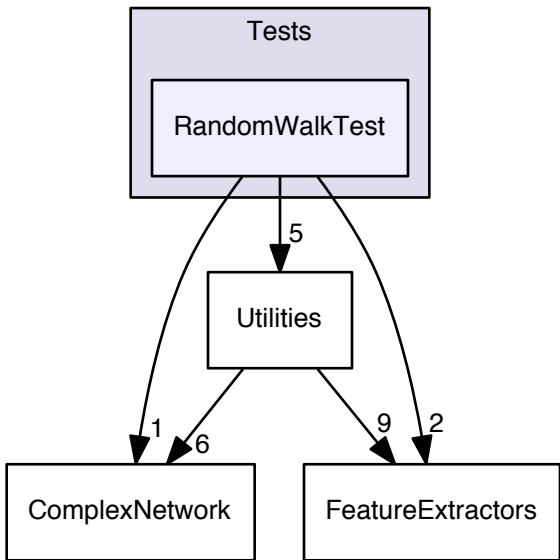 Tests
RandomWalkTest
5
Utilities
1
6
9
2
ComplexNetwork
FeatureExtractors